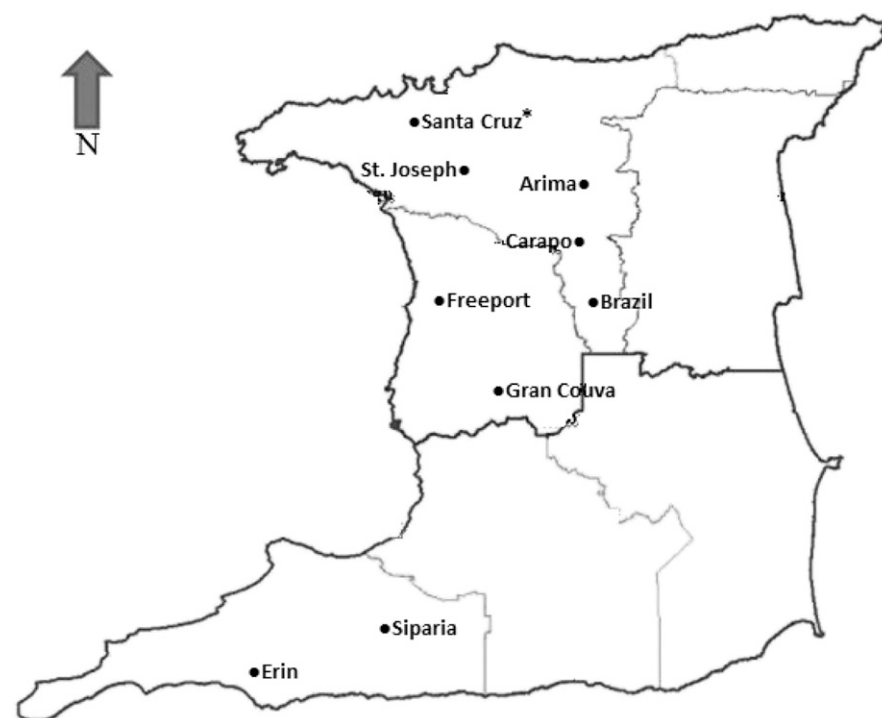 N
Santa Cruz*
St. Joseph
Arima
Carapo
Freeport
Brazil
Gran Couva
Siparia
Erin